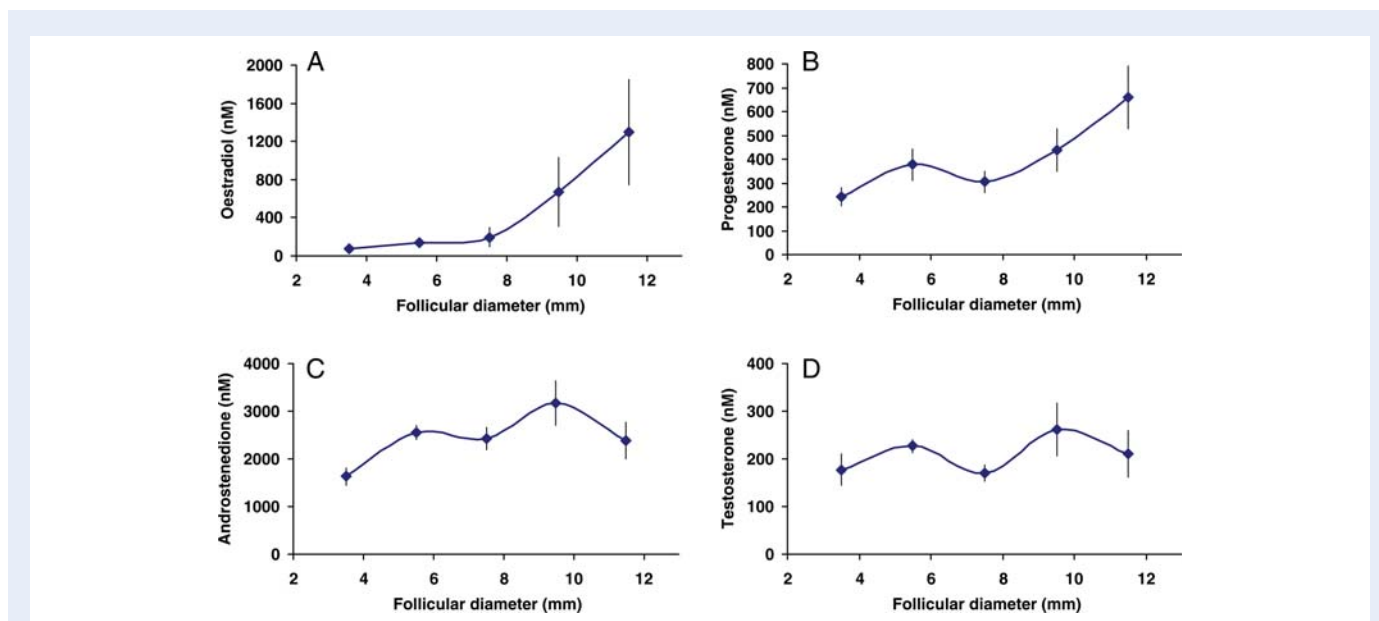 A
2000
1600
1200
800
400
0
Oestradiol (nM)
2 4 6 8 10 12
Follicular diameter (mm)
B
800
700
600
500
400
300
200
100
0
Progesterone (nM)
2 4 6 8 10 12
Follicular diameter (mm)
C
4000
3000
2000
1000
0
Androstenedione (nM)
2 4 6 8 10 12
Follicular diameter (mm)
D
400
300
200
100
0
Testosterone (nM)
2 4 6 8 10 12
Follicular diameter (mm)